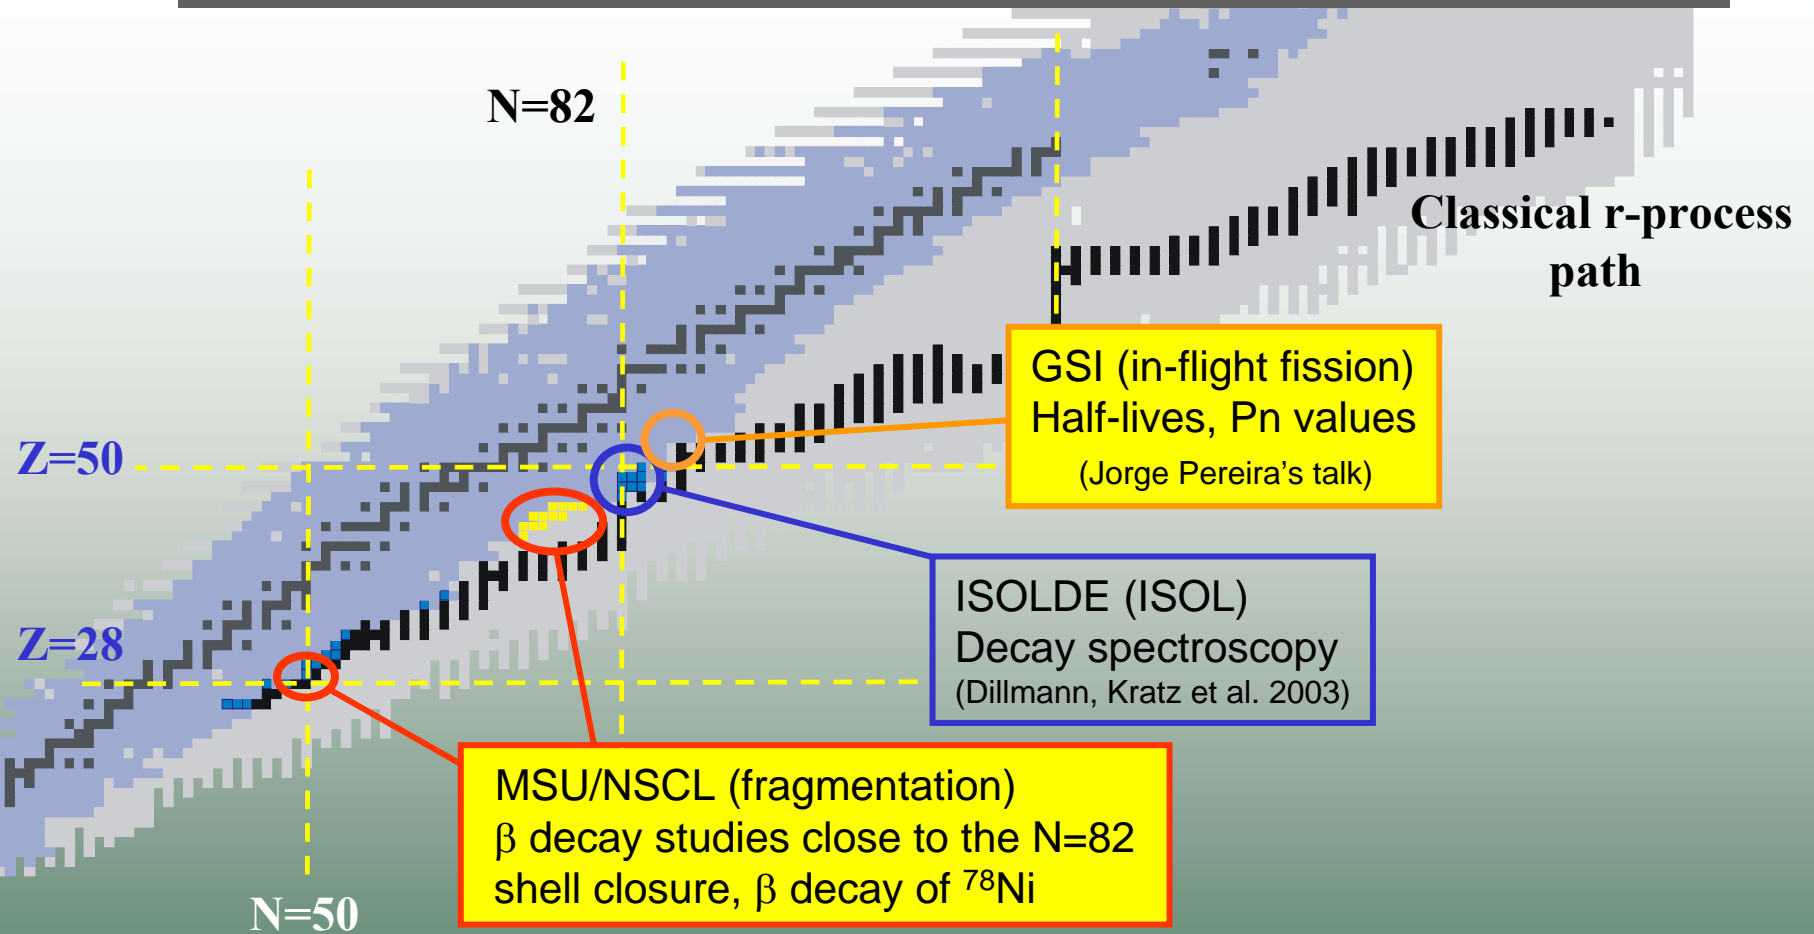 N=82
Classical r-process
path
GSI (in-flight fission)
Half-lives, Pn values
(Jorge Pereira's talk)
Z=50
ISOLDE (ISOL)
Decay spectroscopy
(Dillmann, Kratz et al. 2003)
Z=28
MSU/NSCL (fragmentation)
β decay studies close to the N=82
shell closure, β decay of ⁷⁸Ni
N=50